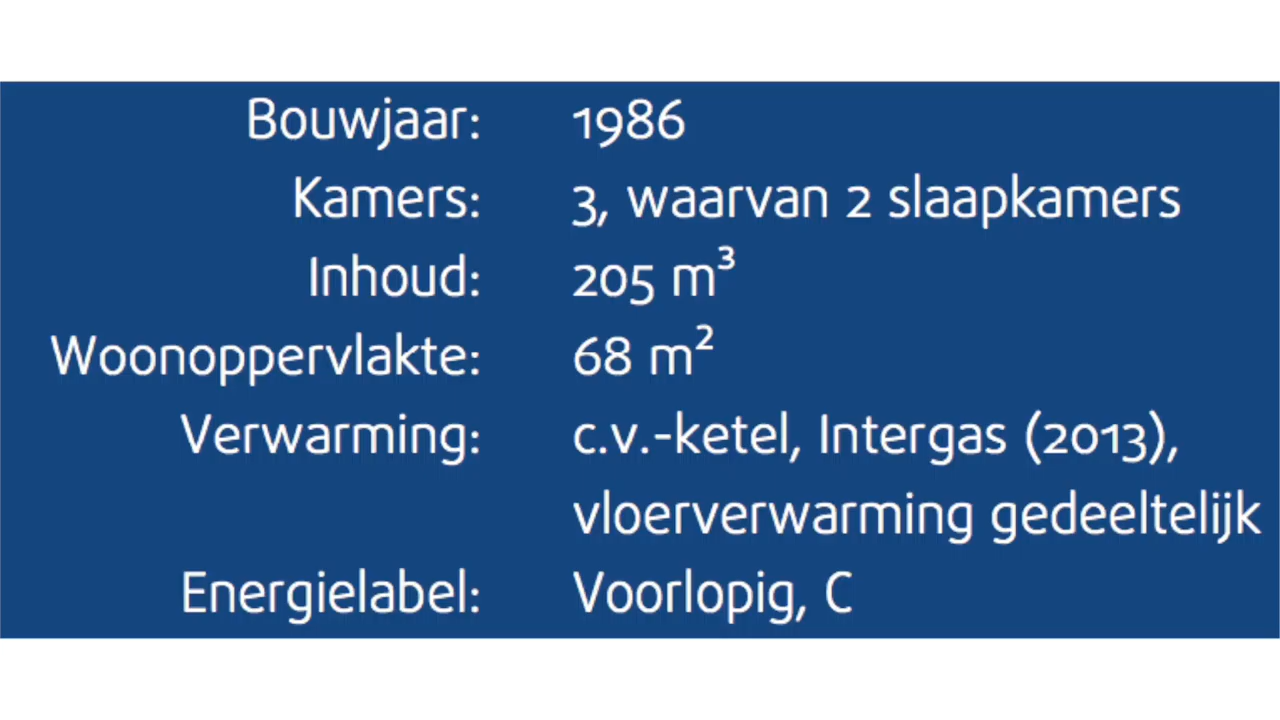 Bouwjaar: 1986
Kamers: 3, waarvan 2 slaapkamers
Inhoud: 205 m³
Woonoppervlakte: 68 m²
Verwarming: c.v.-ketel, Intergas (2013),
vloerverwarming gedeeltelijk
Energielabel: Voorlopig, C